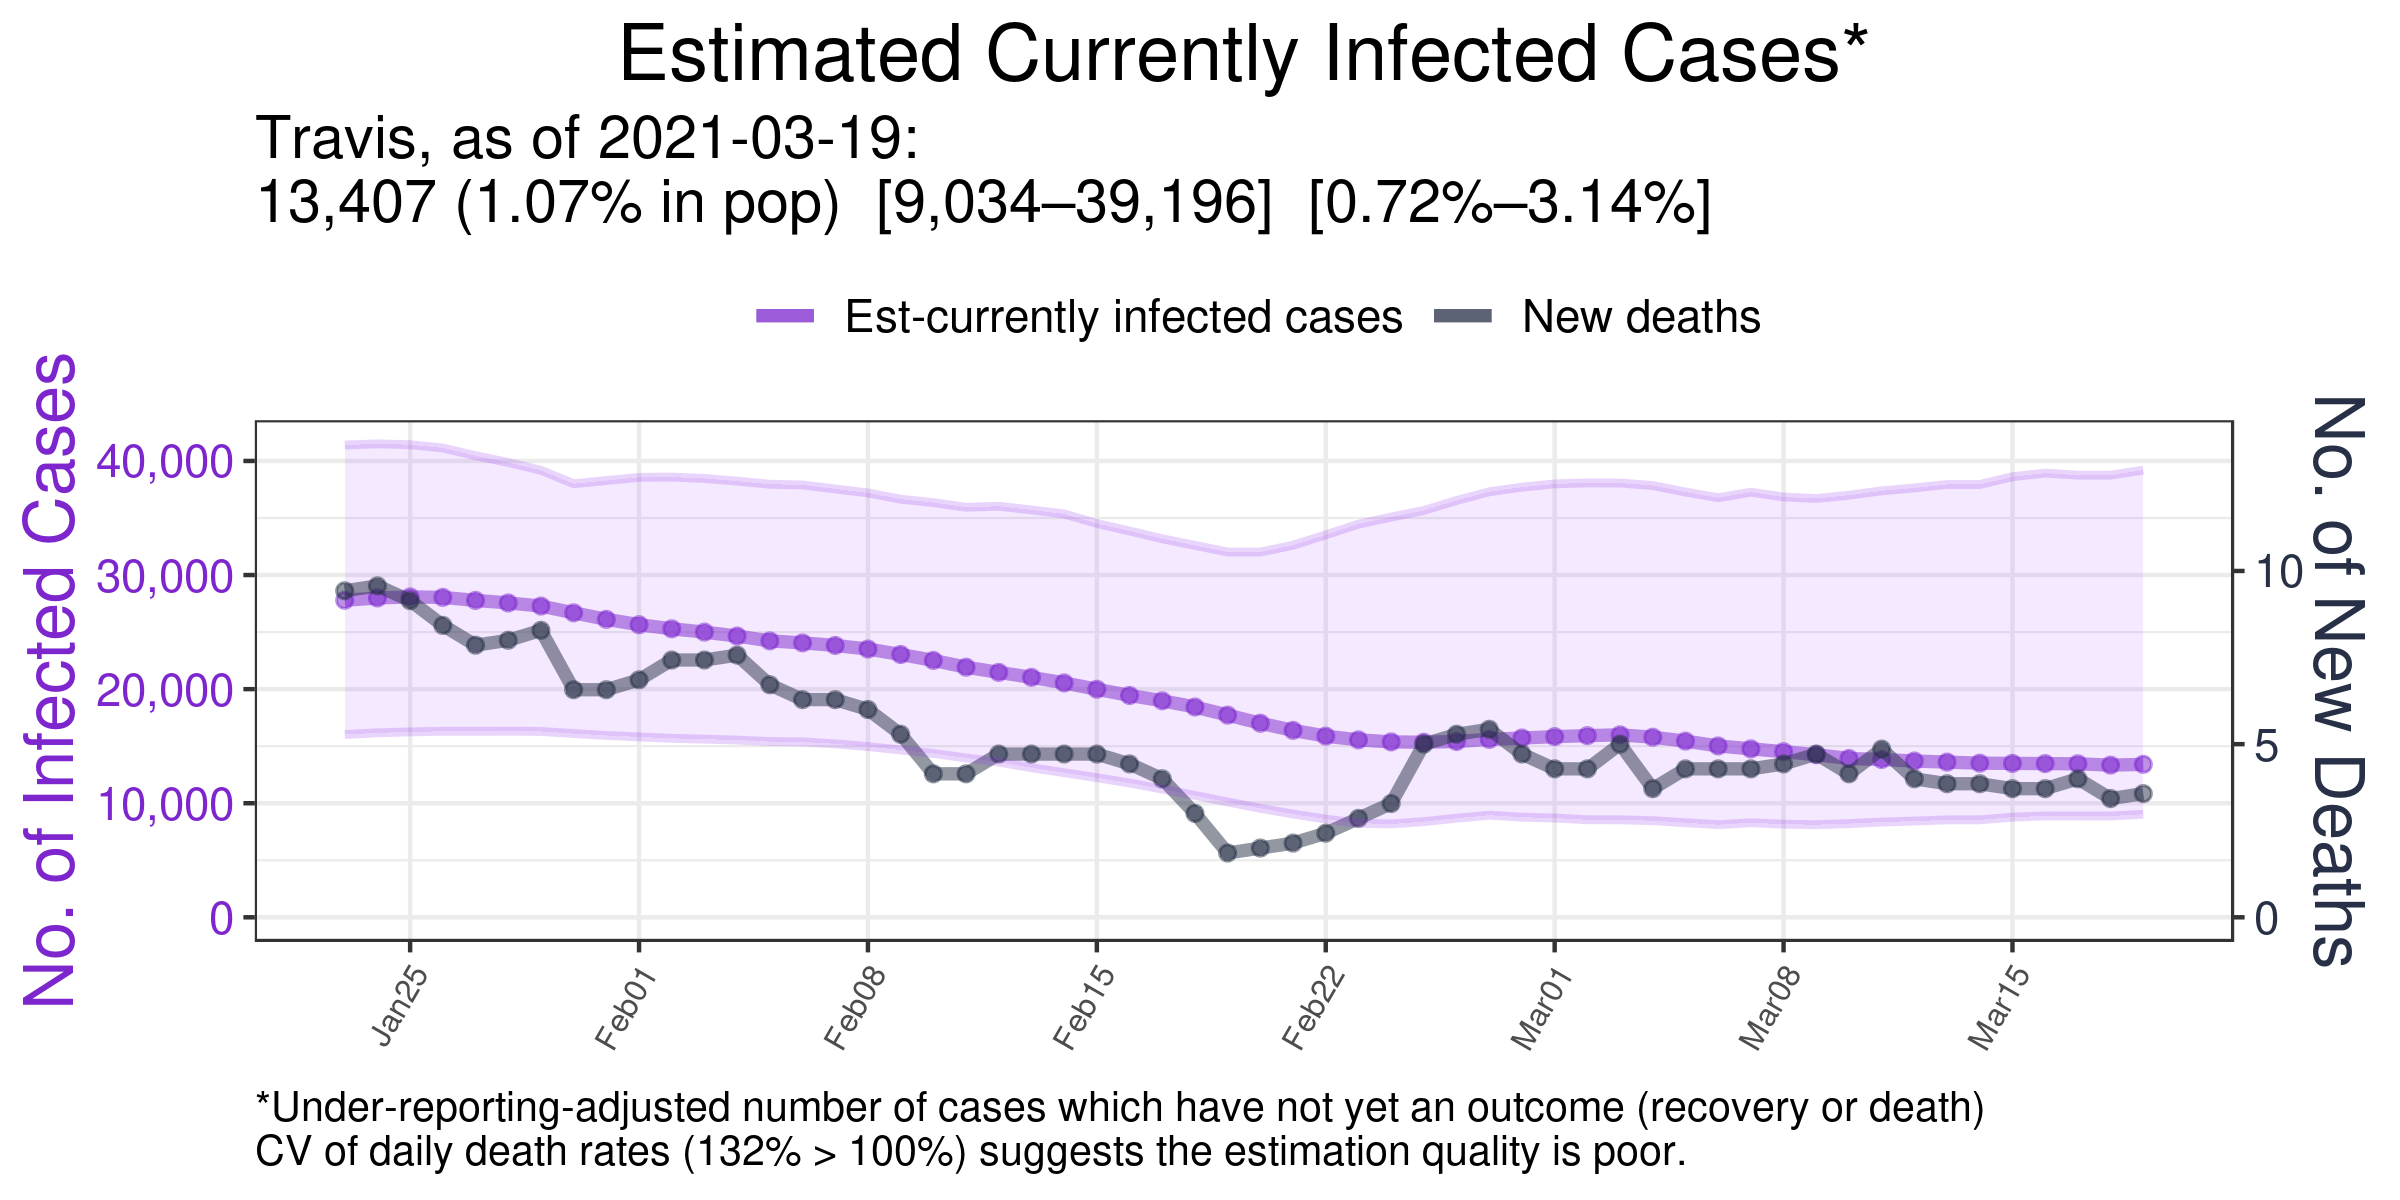 Estimated Currently Infected Cases*
Travis, as of 2021-03-19:
13,407 (1.07% in pop)  [9,034–39,196]  [0.72%–3.14%]
Est-currently infected cases
New deaths
No. of Infected Cases
40,000
30,000
20,000
10,000
0
10
5
0
No. of New Deaths
Jan25
Feb01
Feb08
Feb15
Feb22
Mar01
Mar08
Mar15
*Under-reporting-adjusted number of cases which have not yet an outcome (recovery or death)
CV of daily death rates (132% > 100%) suggests the estimation quality is poor.